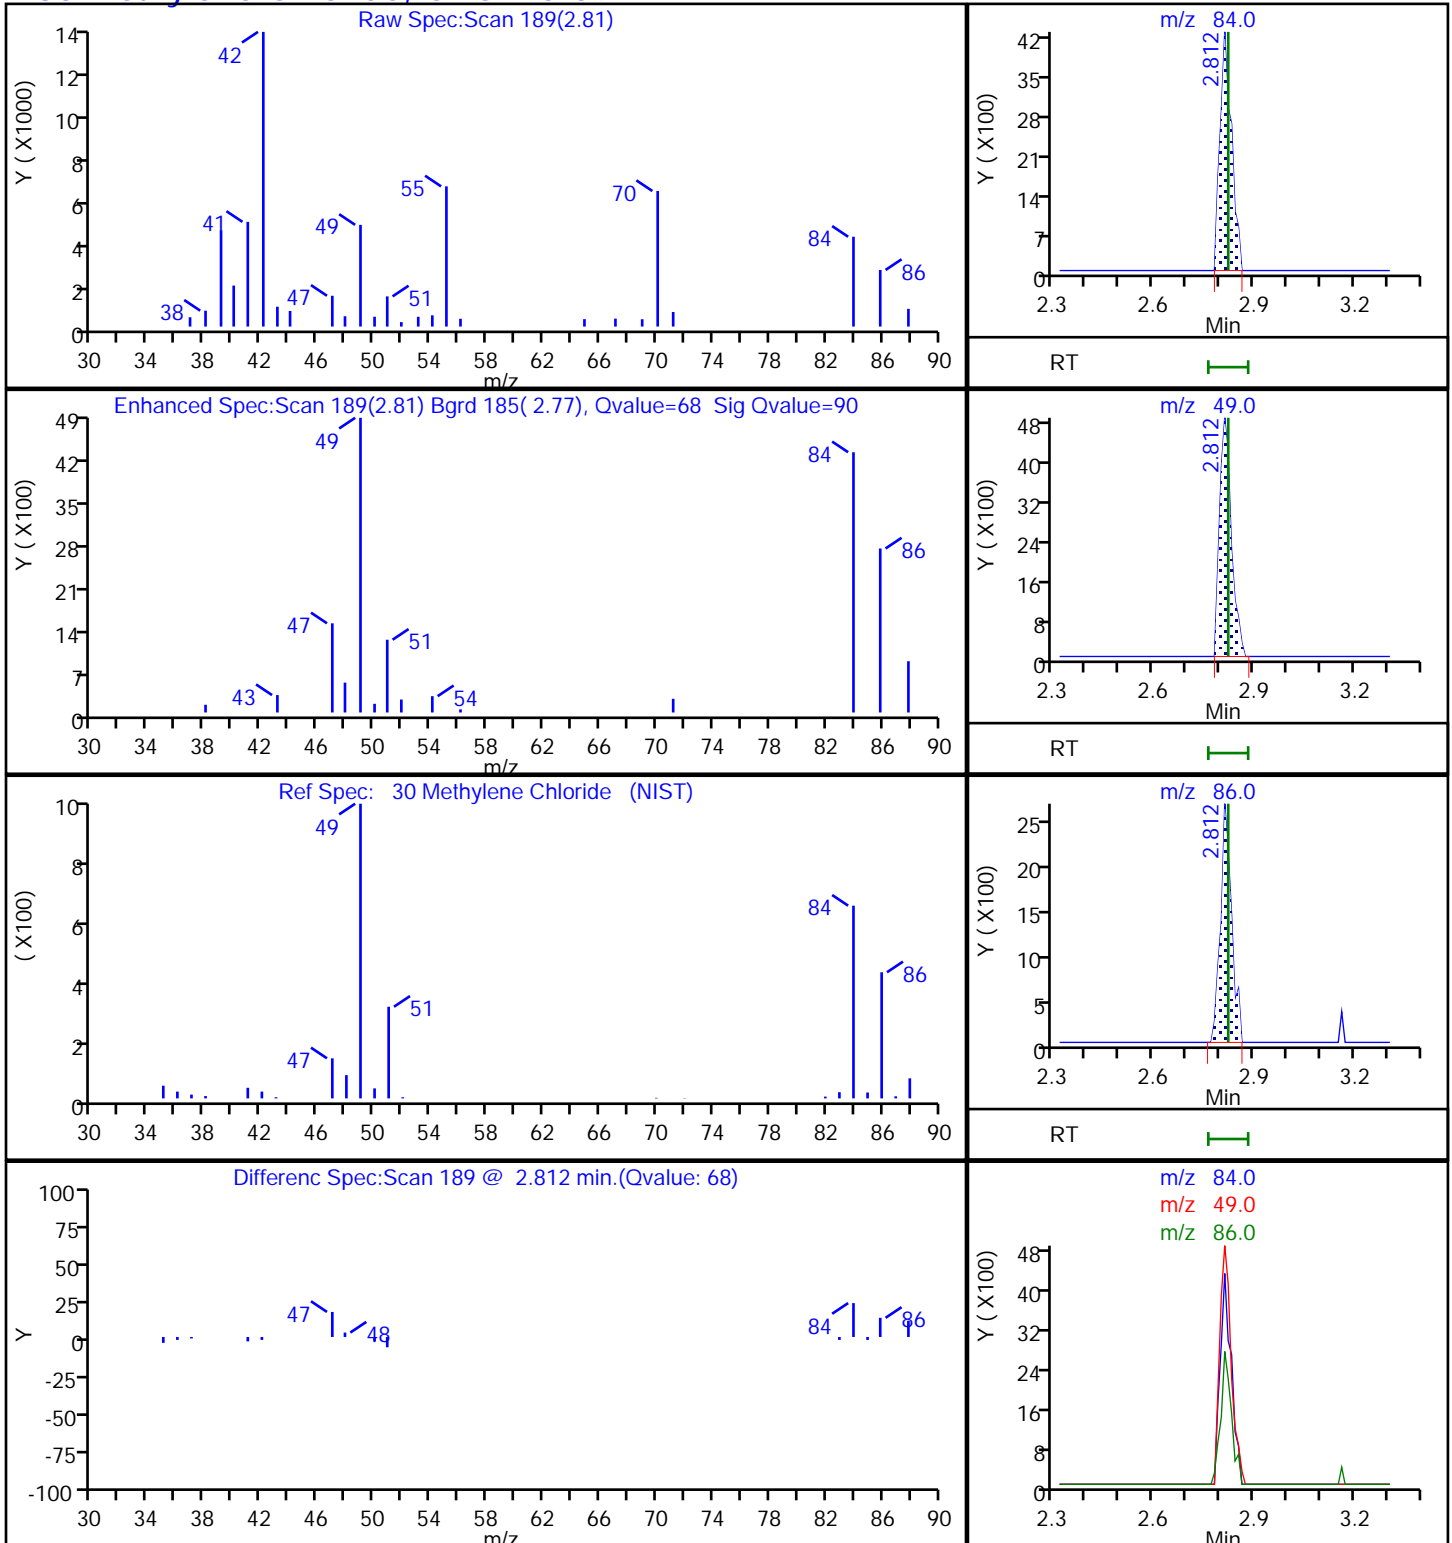 Raw Spec:Scan 189(2.81)
14
12
10
8
6
4
2
0
Y ( X1000)
42
41
38
47
49
51
55
70
84
86
30 34 38 42 46 50 54 58 62 66 70 74 78 82 86 90
m/z
m/z 84.0
42
35
28
21
14
7
0
Y ( X100)
2.812
2.3 2.6 2.9 3.2
Min
RT
Enhanced Spec:Scan 189(2.81) Bgrd 185( 2.77), Qvalue=68 Sig Qvalue=90
49
42
35
28
21
14
7
0
Y ( X100)
49
47
43
51
54
84
86
30 34 38 42 46 50 54 58 62 66 70 74 78 82 86 90
m/z
m/z 49.0
48
40
32
24
16
8
0
Y ( X100)
2.812
2.3 2.6 2.9 3.2
Min
RT
Ref Spec: 30 Methylene Chloride (NIST)
10
8
6
4
2
0
( X100)
49
47
51
84
86
30 34 38 42 46 50 54 58 62 66 70 74 78 82 86 90
m/z
m/z 86.0
25
20
15
10
5
0
Y ( X100)
2.812
2.3 2.6 2.9 3.2
Min
RT
Differenc Spec:Scan 189 @ 2.812 min.(Qvalue: 68)
100
75
50
25
0
-25
-50
-75
-100
Y
47
48
84
86
30 34 38 42 46 50 54 58 62 66 70 74 78 82 86 90
m/z
m/z 84.0
m/z 49.0
m/z 86.0
48
40
32
24
16
8
0
Y ( X100)
2.3 2.6 2.9 3.2
Min